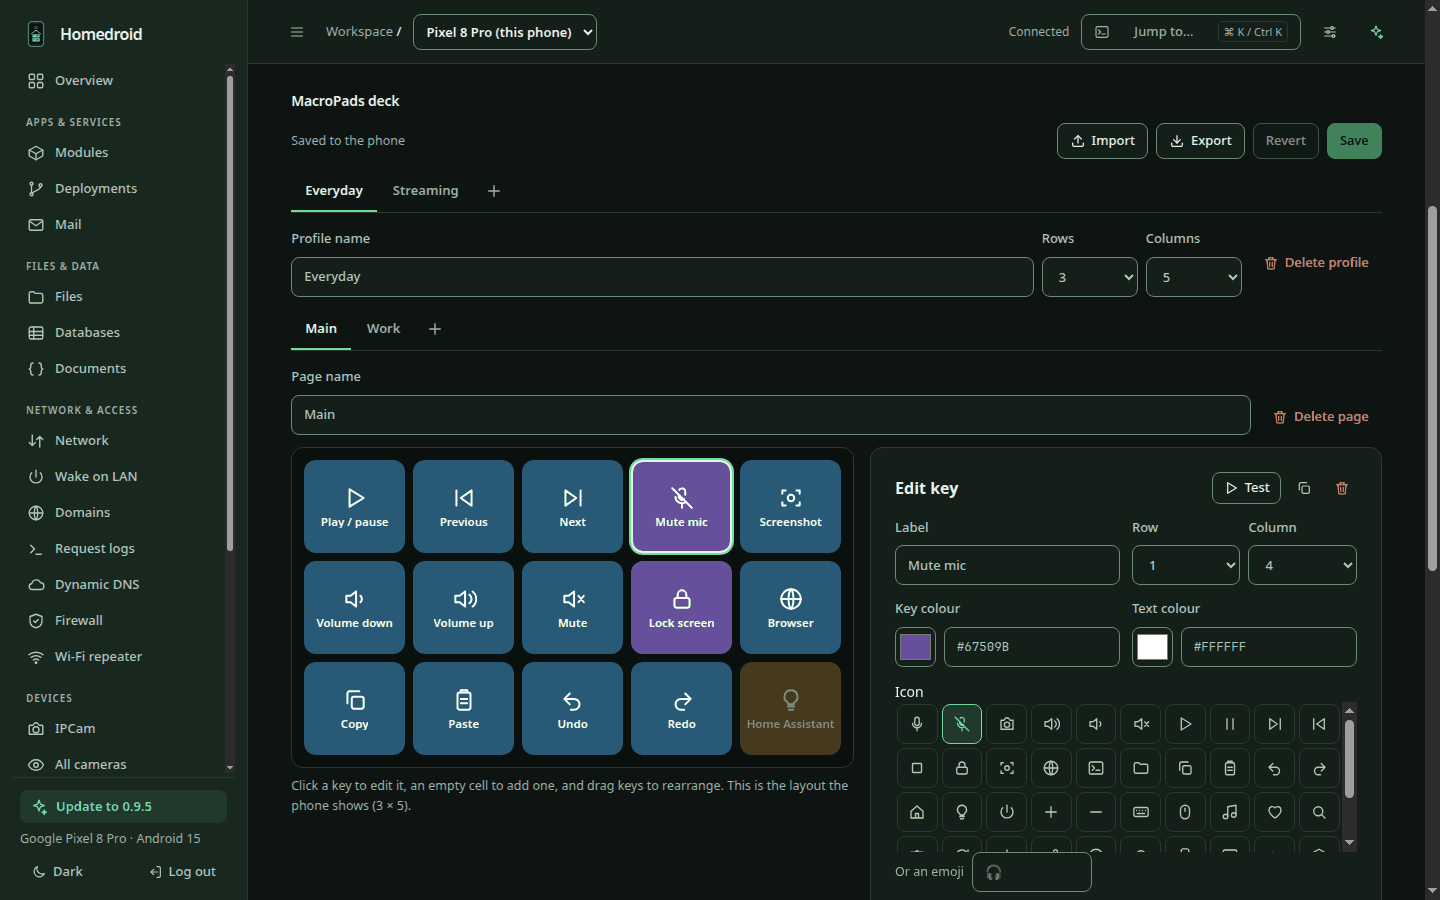 Homedroid
Workspace /
Pixel 8 Pro (this phone)
Connected
Jump to...
⌘ K / Ctrl K
Overview
APPS & SERVICES
Modules
Deployments
Mail
FILES & DATA
Files
Databases
Documents
NETWORK & ACCESS
Network
Wake on LAN
Domains
Request logs
Dynamic DNS
Firewall
Wi-Fi repeater
DEVICES
IPCam
All cameras
Update to 0.9.5
Google Pixel 8 Pro · Android 15
Dark
Log out
MacroPads deck
Saved to the phone
Import
Export
Revert
Save
Everyday
Streaming
Profile name
Rows
Columns
Everyday
3
5
Delete profile
Main
Work
Page name
Main
Delete page
Play / pause
Previous
Next
Mute mic
Screenshot
Volume down
Volume up
Mute
Lock screen
Browser
Copy
Paste
Undo
Redo
Home Assistant
Click a key to edit it, an empty cell to add one, and drag keys to rearrange. This is the layout the
phone shows (3 × 5).
Edit key
Test
Label
Row
Column
Mute mic
1
4
Key colour
Text colour
#67509B
#FFFFFF
Icon
Or an emoji